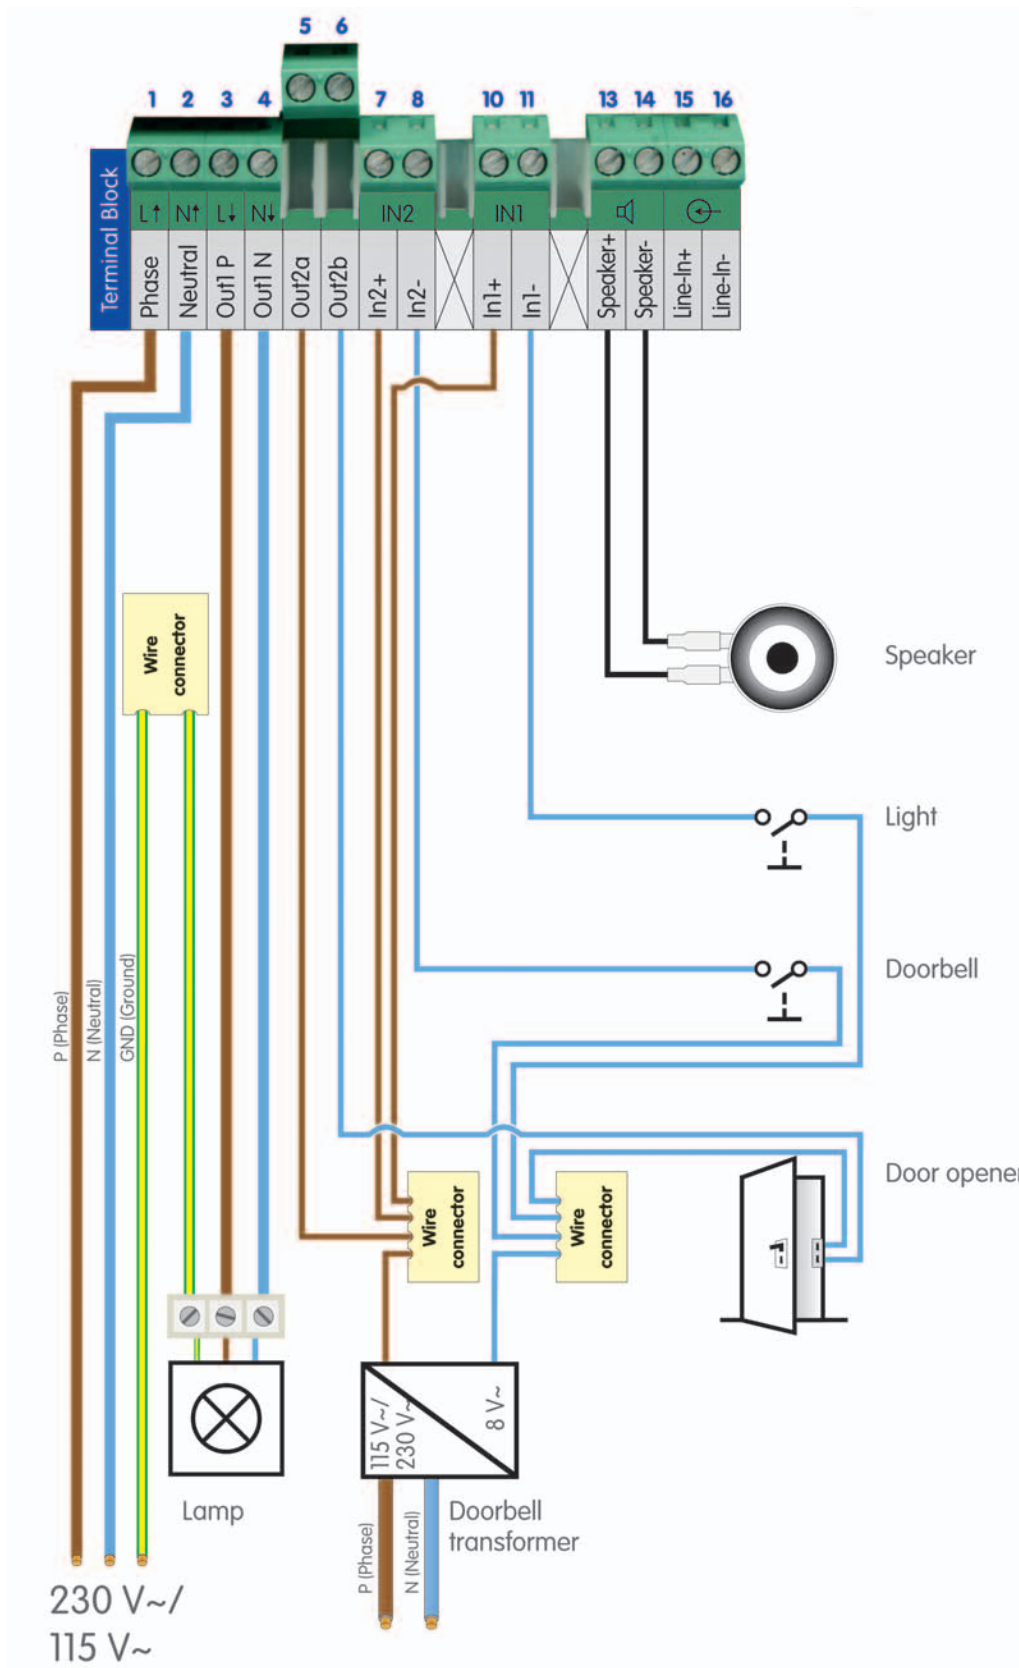 5 6
1 2 3 4 7 8 10 11 13 14 15 16
Terminal Block
L↑ N↑ L↓ N↓ IN2 IN1
Phase
Neutral
Out1 P
Out1 N
Out2a
Out2b
In2+
In2-
In1+
In1-
Speaker+
Speaker-
Line-In+
Line-In-
Wire
connector
Speaker
Light
Doorbell
P (Phase)
N (Neutral)
GND (Ground)
Door opener
Wire
connector
Wire
connector
115 V~/
230 V~
8 V~
Lamp
P (Phase)
N (Neutral)
Doorbell
transformer
230 V~/
115 V~